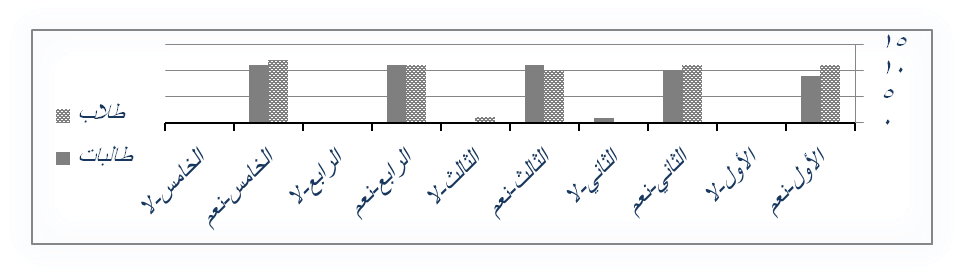 ١٥
١٠
٥
٠
طلاب
طالبات
الأول-نعم
الأول-لا
الثاني-نعم
الثاني-لا
الثالث-نعم
الثالث-لا
الرابع-نعم
الرابع-لا
الخامس-نعم
الخامس-لا